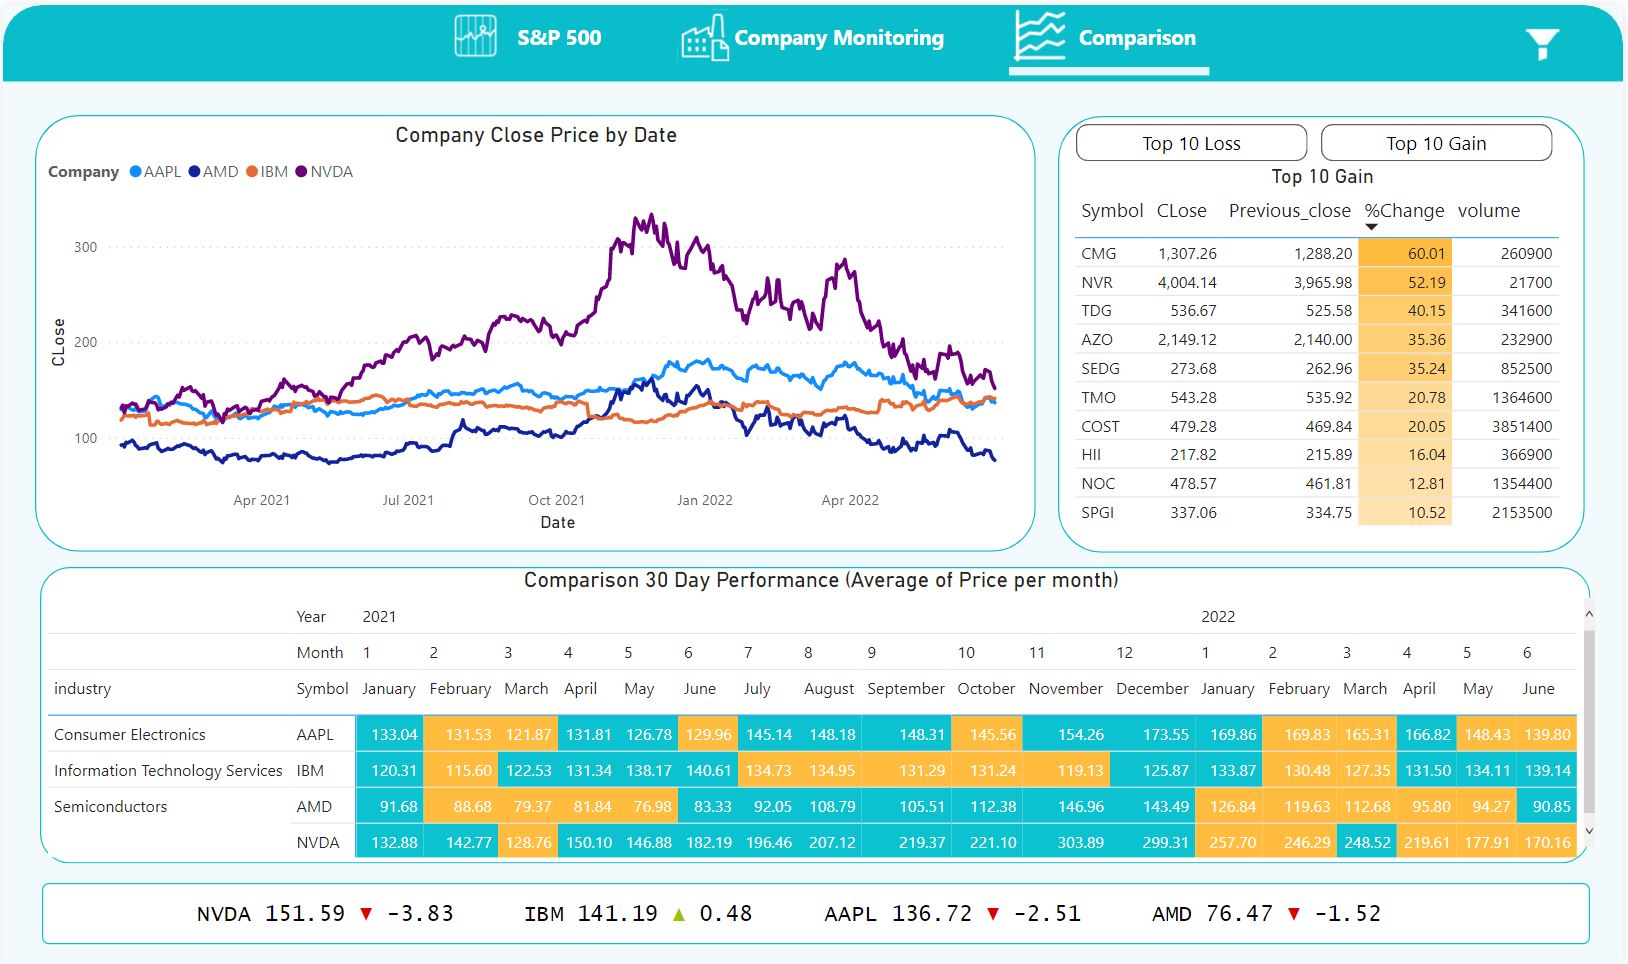 S&P 500 Company Monitoring Comparison
Company Close Price by Date
Company AAPL AMD IBM NVDA
CLose
300
200
100
Apr 2021 Jul 2021 Oct 2021 Jan 2022 Apr 2022
Date
Top 10 Loss Top 10 Gain
Top 10 Gain
Symbol CLose Previous_close %Change volume
CMG 1,307.26 1,288.20 60.01 260900
NVR 4,004.14 3,965.98 52.19 21700
TDG 536.67 525.58 40.15 341600
AZO 2,149.12 2,140.00 35.36 232900
SEDG 273.68 262.96 35.24 852500
TMO 543.28 535.92 20.78 1364600
COST 479.28 469.84 20.05 3851400
HII 217.82 215.89 16.04 366900
NOC 478.57 461.81 12.81 1354400
SPGI 337.06 334.75 10.52 2153500
Comparison 30 Day Performance (Average of Price per month)
Year 2021 2022
Month 1 2 3 4 5 6 7 8 9 10 11 12 1 2 3 4 5 6
industry Symbol January February March April May June July August September October November December January February March April May June
Consumer Electronics AAPL 133.04 131.53 121.87 131.81 126.78 129.96 145.14 148.18 148.31 145.56 154.26 173.55 169.86 169.83 165.31 166.82 148.43 139.80
Information Technology Services IBM 120.31 115.60 122.53 131.34 138.17 140.61 134.73 134.95 131.29 131.24 119.13 125.87 133.87 130.48 127.35 131.50 134.11 139.14
Semiconductors AMD 91.68 88.68 79.37 81.84 76.98 83.33 92.05 108.79 105.51 112.38 146.96 143.49 126.84 119.63 112.68 95.80 94.27 90.85
NVDA 132.88 142.77 128.76 150.10 146.88 182.19 196.46 207.12 219.37 221.10 303.89 299.31 257.70 246.29 248.52 219.61 177.91 170.16
NVDA 151.59 ▼ -3.83 IBM 141.19 ▲ 0.48 AAPL 136.72 ▼ -2.51 AMD 76.47 ▼ -1.52